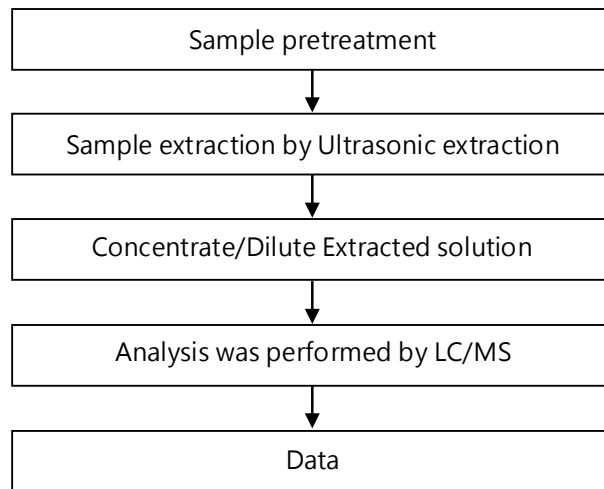 Sample pretreatment
Sample extraction by Ultrasonic extraction
Concentrate/Dilute Extracted solution
Analysis was performed by LC/MS
Data